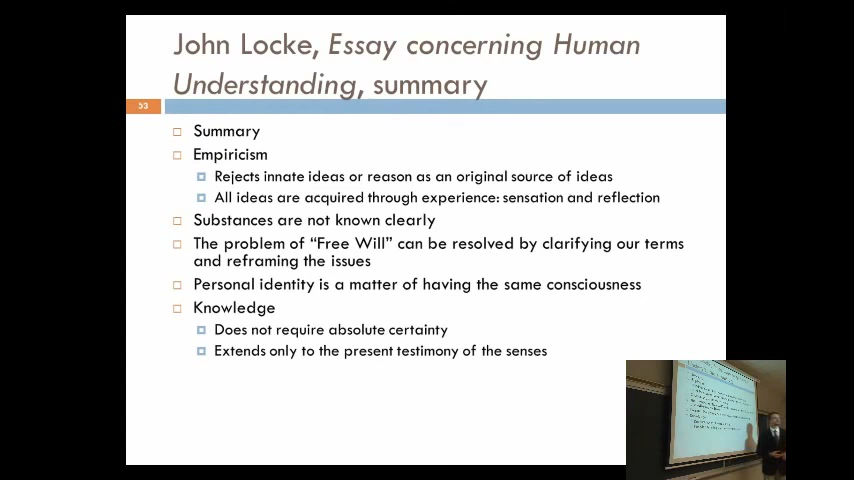 John Locke, Essay concerning Human
Understanding, summary
53
Summary
Empiricism
Rejects innate ideas or reason as an original source of ideas
All ideas are acquired through experience: sensation and reflection
Substances are not known clearly
The problem of “Free Will” can be resolved by clarifying our terms
and reframing the issues
Personal identity is a matter of having the same consciousness
Knowledge
Does not require absolute certainty
Extends only to the present testimony of the senses